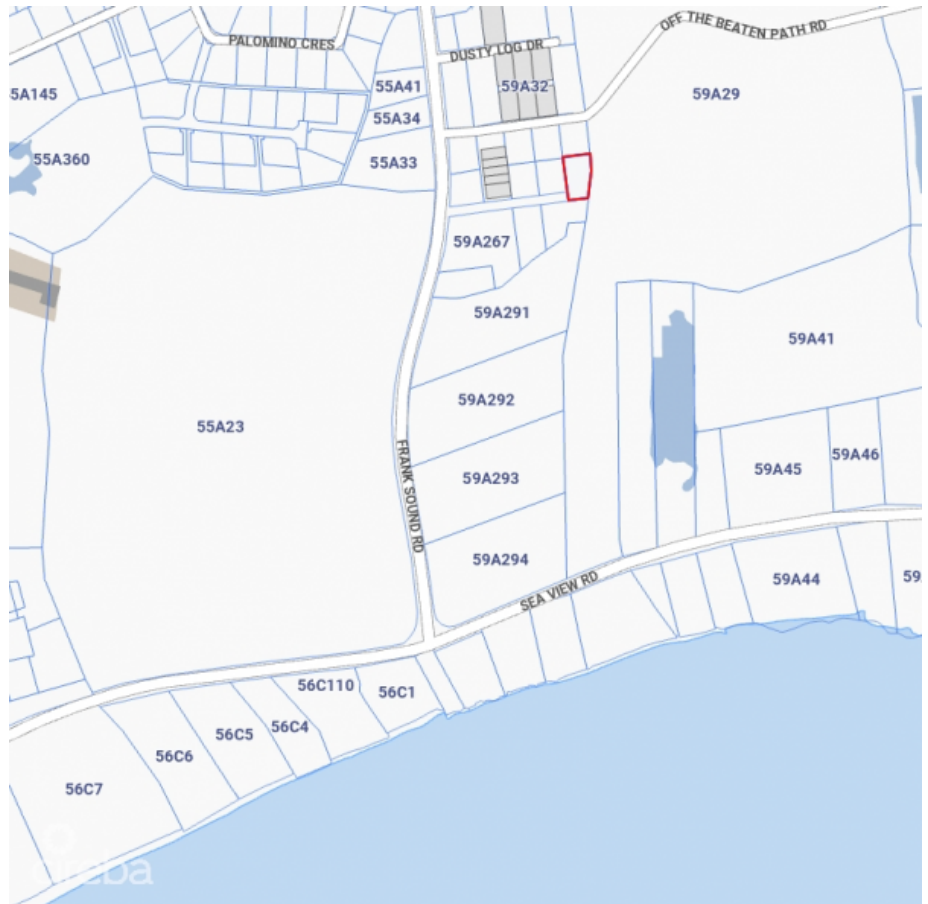 PALOMINO CRES
OFF THE BEATEN PATH RD
DUSTY LOG DR
5A145
55A41
59A32
59A29
55A34
55A360
55A33
59A267
59A291
59A41
59A292
55A23
FRANK SOUND RD
59A293
59A45
59A46
59A294
SEA VIEW RD
59A44
59
56C110
56C1
56C4
56C5
56C6
56C7
cireba